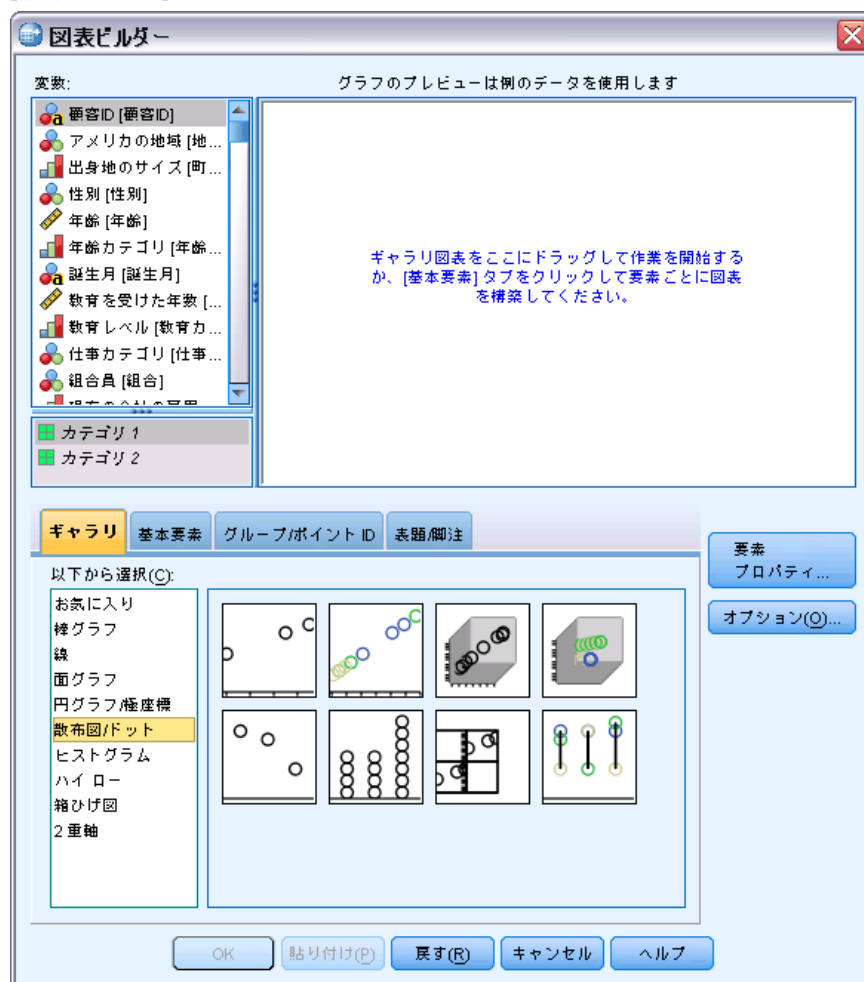 図表ビルダー
変数:
グラフのプレビューは例のデータを使用します
顧客ID [顧客ID]
アメリカの地域 [地...
出身地のサイズ [町...
性別 [性別]
年齢 [年齢]
年齢カテゴリ [年齢...
誕生月 [誕生月]
教育を受けた年数 [...
教育レベル [教育カ...
仕事カテゴリ [仕事...
組合員 [組合]
ギャラリ図表をここにドラッグして作業を開始する
か、[基本要素] タブをクリックして要素ごとに図表
を構築してください。
カテゴリ 1
カテゴリ 2
ギャラリ 基本要素 グループ/ポイント ID 表題/脚注
要素
プロパティ...
オプション(O)...
以下から選択(C):
お気に入り
棒グラフ
線
面グラフ
円グラフ/極座標
散布図/ドット
ヒストグラム
ハイ ロー
箱ひげ図
2 重軸
OK 貼り付け(P) 戻す(R) キャンセル ヘルプ